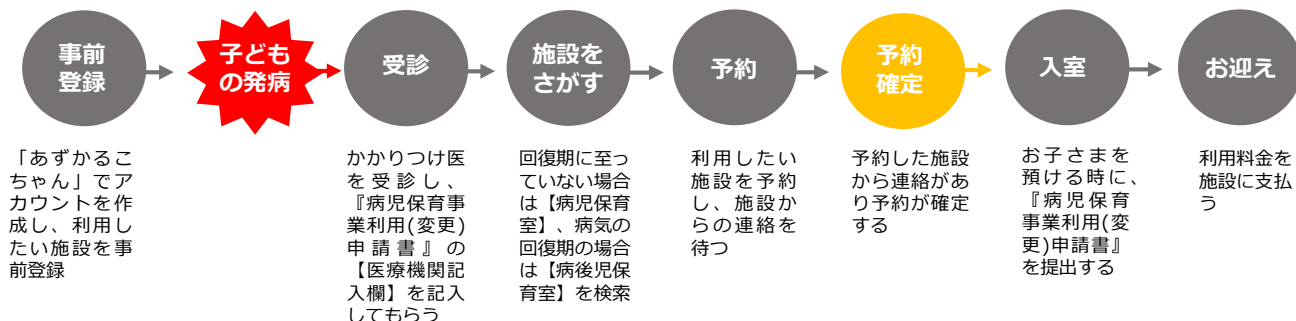 事前
登録
子ども
の発病
受診
施設を
さがす
予約
予約
確定
入室
お迎え
「あずかるこ
ちゃん」でア
カウントを作
成し、利用し
たい施設を事
前登録
かかりつけ医
を受診し、
『病児保育事
業利用(変更)
申請書』の
【医療機関記
入欄】を記入
してもらう
回復期に至っ
ていない場合
は【病児保育
室】、病気の
回復期の場合
は【病後児保
育室】を検索
利用したい
施設を予約
し、施設か
らの連絡を
待つ
予約した施設
から連絡があ
り予約が確定
する
お子さまを
預ける時に、
『病児保育
事業利用(変
更)申請書』
を提出する
利用料金を
施設に支払
う